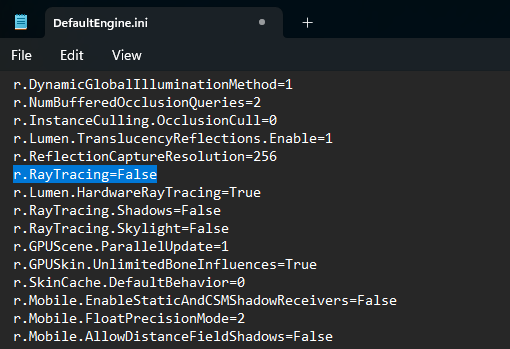 DefaultEngine.ini
File Edit View
r.DynamicGlobalIlluminationMethod=1
r.NumBufferedOcclusionQueries=2
r.InstanceCulling.OcclusionCull=0
r.Lumen.TranslucencyReflections.Enable=1
r.ReflectionCaptureResolution=256
r.RayTracing=False
r.Lumen.HardwareRayTracing=True
r.RayTracing.Shadows=False
r.RayTracing.Skylight=False
r.GPUScene.ParallelUpdate=1
r.GPUSkin.UnlimitedBoneInfluences=True
r.SkinCache.DefaultBehavior=0
r.Mobile.EnableStaticAndCSMShadowReceivers=False
r.Mobile.FloatPrecisionMode=2
r.Mobile.AllowDistanceFieldShadows=False